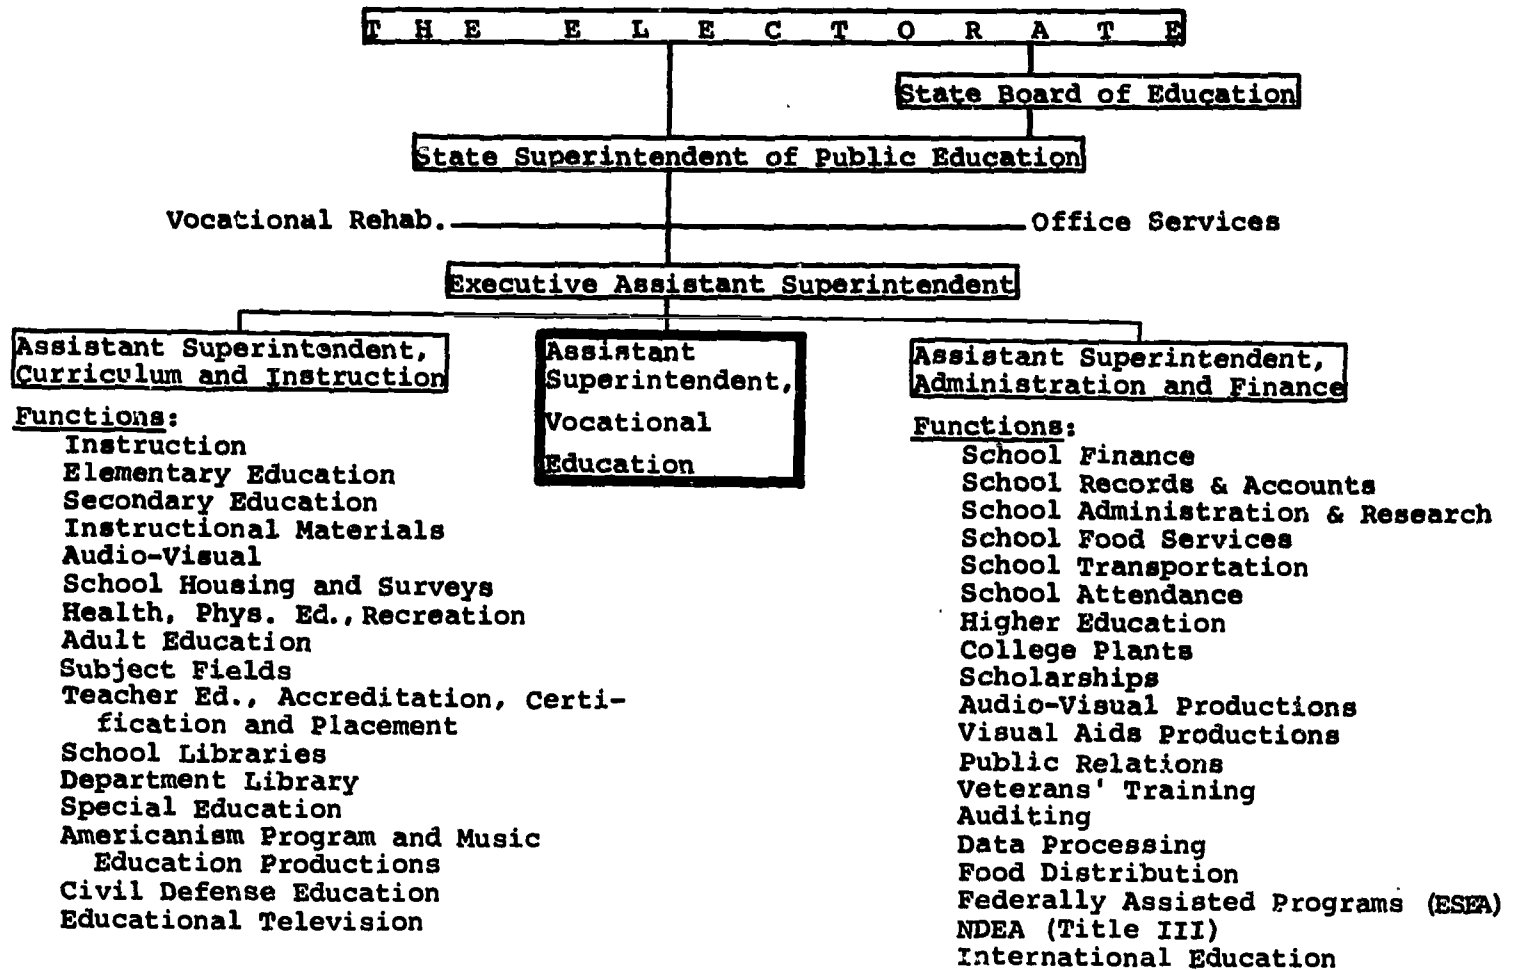 THE ELECTORATE
State Board of Education
State Superintendent of Public Education
Vocational Rehab.
Office Services
Executive Assistant Superintendent
Assistant Superintendent,
Curriculum and Instruction
Functions:
Instruction
Elementary Education
Secondary Education
Instructional Materials
Audio-Visual
School Housing and Surveys
Health, Phys. Ed., Recreation
Adult Education
Subject Fields
Teacher Ed., Accreditation, Certi-
fication and Placement
School Libraries
Department Library
Special Education
Americanism Program and Music
Education Productions
Civil Defense Education
Educational Television
Assistant
Superintendent,
Vocational
Education
Assistant Superintendent,
Administration and Finance
Functions:
School Finance
School Records & Accounts
School Administration & Research
School Food Services
School Transportation
School Attendance
Higher Education
College Plants
Scholarships
Audio-Visual Productions
Visual Aids Productions
Public Relations
Veterans' Training
Auditing
Data Processing
Food Distribution
Federally Assisted Programs (ESEA)
NDEA (Title III)
International Education